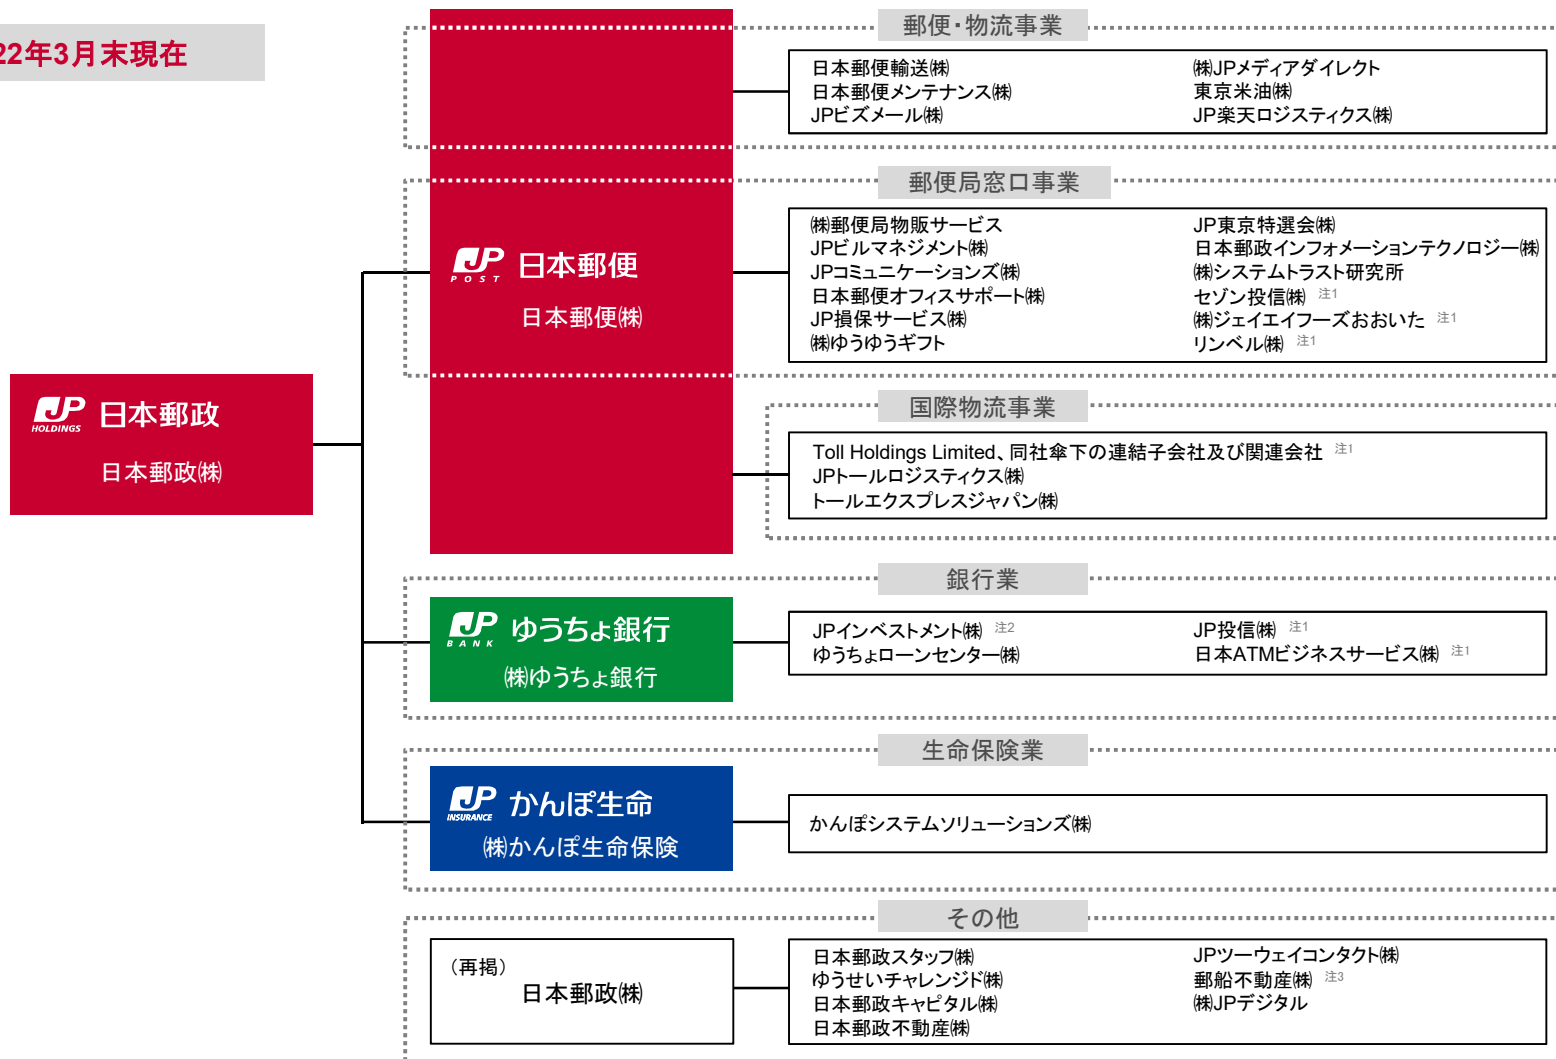 22年3月末現在
郵便・物流事業
日本郵便輸送㈱
日本郵便メンテナンス㈱
JPビズメール㈱
㈱JPメディアダイレクト
東京米油㈱
JP楽天ロジスティクス㈱
郵便局窓口事業
JP POST 日本郵便
日本郵便㈱
㈱郵便局物販サービス
JPビルマネジメント㈱
JPコミュニケーションズ㈱
日本郵便オフィスサポート㈱
JP損保サービス㈱
㈱ゆうゆうギフト
JP東京特選会㈱
日本郵政インフォメーションテクノロジー㈱
㈱システムトラスト研究所
セゾン投信㈱ 注1
㈱ジェイエイフーズおおいた 注1
リンベル㈱ 注1
JP HOLDINGS 日本郵政
日本郵政㈱
国際物流事業
Toll Holdings Limited、同社傘下の連結子会社及び関連会社 注1
JPトールロジスティクス㈱
トールエクスプレスジャパン㈱
銀行業
JP BANK ゆうちょ銀行
㈱ゆうちょ銀行
JPインベストメント㈱ 注2
ゆうちょローンセンター㈱
JP投信㈱ 注1
日本ATMビジネスサービス㈱ 注1
生命保険業
JP INSURANCE かんぽ生命
㈱かんぽ生命保険
かんぽシステムソリューションズ㈱
その他
（再掲）
日本郵政㈱
日本郵政スタッフ㈱
ゆうせいチャレンジド㈱
日本郵政キャピタル㈱
日本郵政不動産㈱
JPツーウェイコンタクト㈱
郵船不動産㈱ 注3
㈱JPデジタル